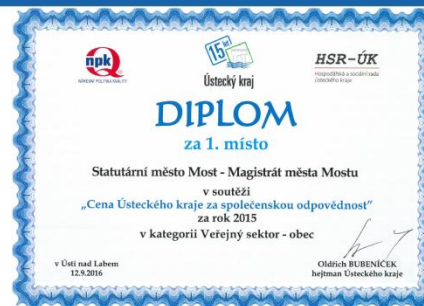 npk
NÁRODNÍ POLITIKA KVALITY
15 let
Ústecký kraj
HSR-ÚK
Hospodářská a sociální rada
Ústeckého kraje
DIPLOM
za 1. místo
Statutární město Most - Magistrát města Mostu
v soutěži
„Cena Ústeckého kraje za společenskou odpovědnost"
za rok 2015
v kategorii Veřejný sektor - obec
v Ústí nad Labem
12.9.2016
Oldřich BUBENÍČEK
hejtman Ústeckého kraje